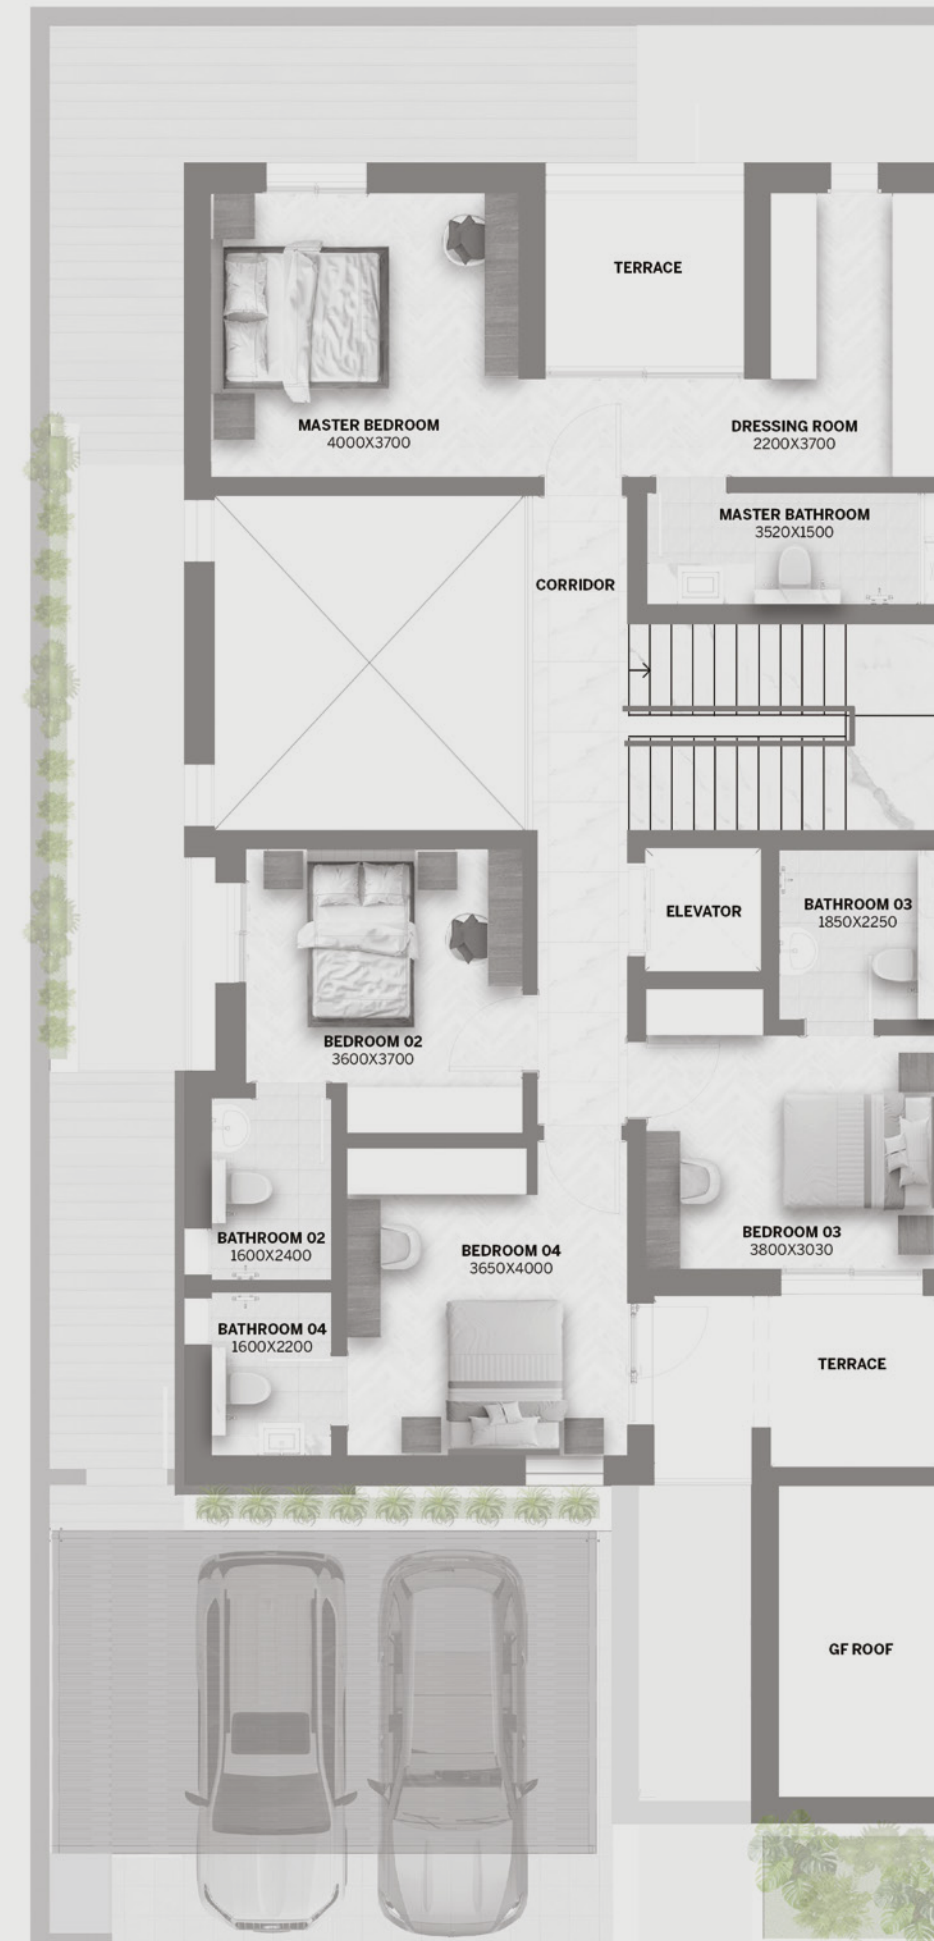 TERRACE
MASTER BEDROOM
4000X3700
DRESSING ROOM
2200X3700
MASTER BATHROOM
3520X1500
CORRIDOR
ELEVATOR
BATHROOM 03
1850X2250
BEDROOM 02
3600X3700
BATHROOM 02
1600X2400
BEDROOM 04
3650X4000
BEDROOM 03
3800X3030
BATHROOM 04
1600X2200
TERRACE
GF ROOF